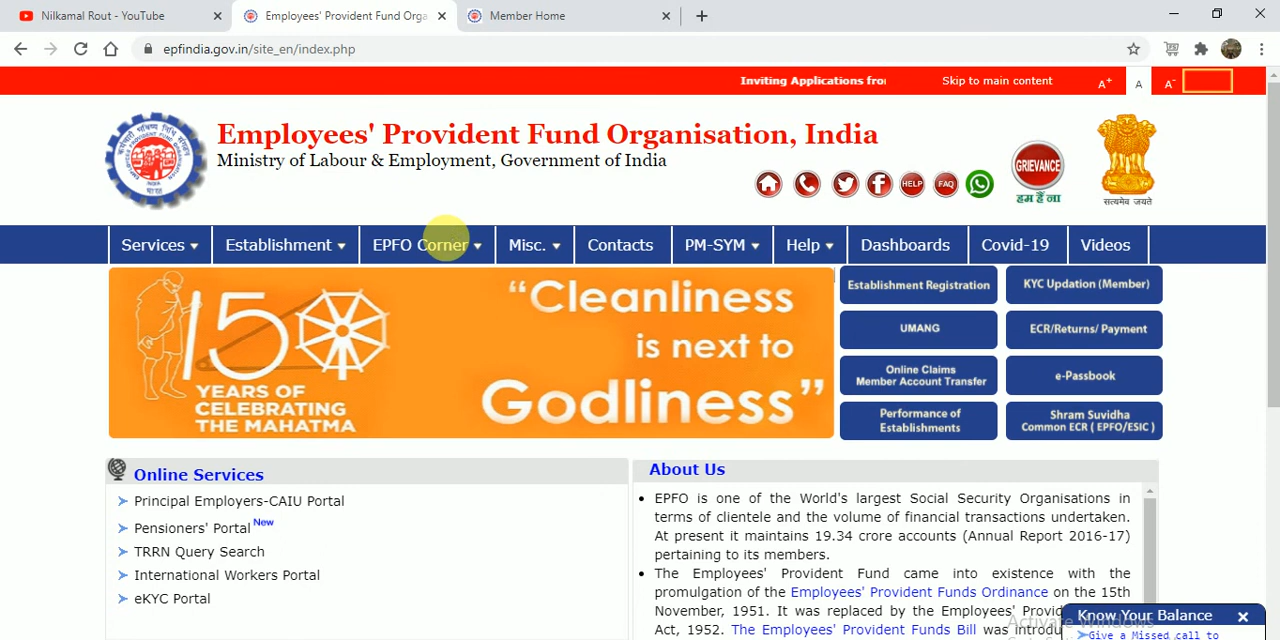 Nilkamal Rout - YouTube
Employees' Provident Fund Orga
Member Home
epfindia.gov.in/site_en/index.php
Inviting Applications fro
Skip to main content
A+
A
A-
Employees' Provident Fund Organisation, India
Ministry of Labour & Employment, Government of India
HELP
FAQ
GRIEVANCE
हम हैं ना
सत्यमेव जयते
Services
Establishment
EPFO Corner
Misc.
Contacts
PM-SYM
Help
Dashboards
Covid-19
Videos
150
YEARS OF
CELEBRATING
THE MAHATMA
“Cleanliness
is next to
Godliness”
Establishment Registration
KYC Updation (Member)
UMANG
ECR/Returns/ Payment
Online Claims
Member Account Transfer
e-Passbook
Performance of
Establishments
Shram Suvidha
Common ECR ( EPFO/ESIC )
Online Services
Principal Employers-CAIU Portal
Pensioners' Portal New
TRRN Query Search
International Workers Portal
eKYC Portal
About Us
EPFO is one of the World's largest Social Security Organisations in
terms of clientele and the volume of financial transactions undertaken.
At present it maintains 19.34 crore accounts (Annual Report 2016-17)
pertaining to its members.
The Employees' Provident Fund came into existence with the
promulgation of the Employees' Provident Funds Ordinance on the 15th
November, 1951. It was replaced by the Employees' Provid
Act, 1952. The Employees' Provident Funds Bill was introdu
Activate Windows
Know Your Balance
Give a Missed call to